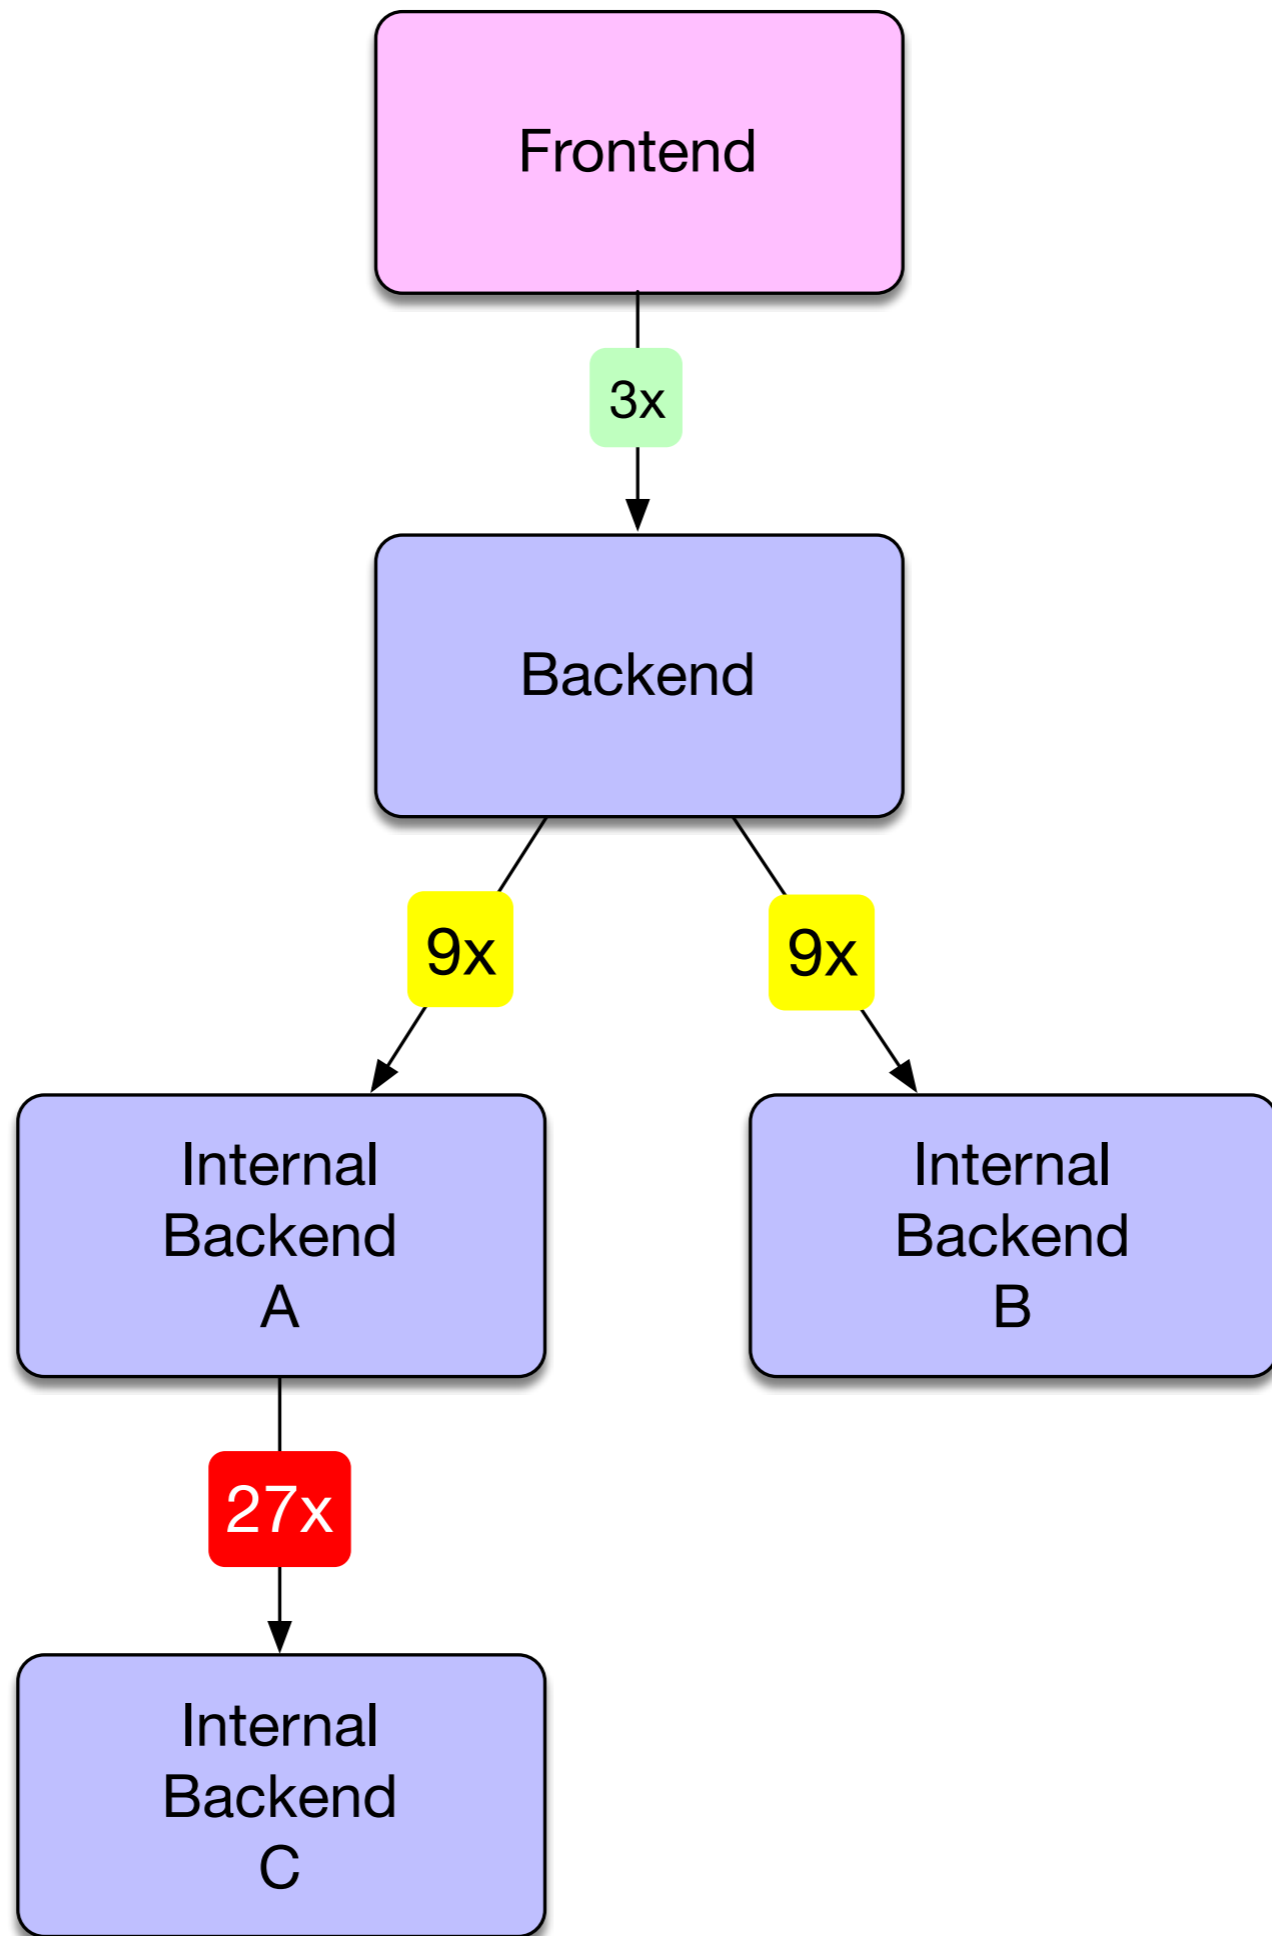 Frontend
3x
Backend
9x
9x
Internal
Backend
A
Internal
Backend
B
27x
Internal
Backend
C